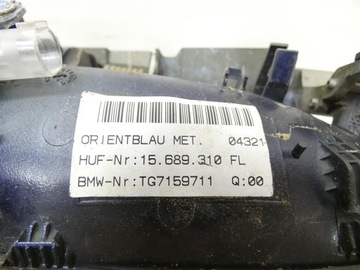 ORIENTBLAU MET. 04321
HUF-Nr:15.689.310 FL
BMW-Nr:TG7159711 Q:00